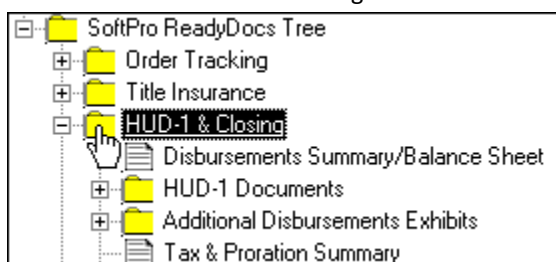 SoftPro ReadyDocs Tree
Order Tracking
Title Insurance
HUD-1 & Closing
Disbursements Summary/Balance Sheet
HUD-1 Documents
Additional Disbursements Exhibits
Tax & Proration Summary